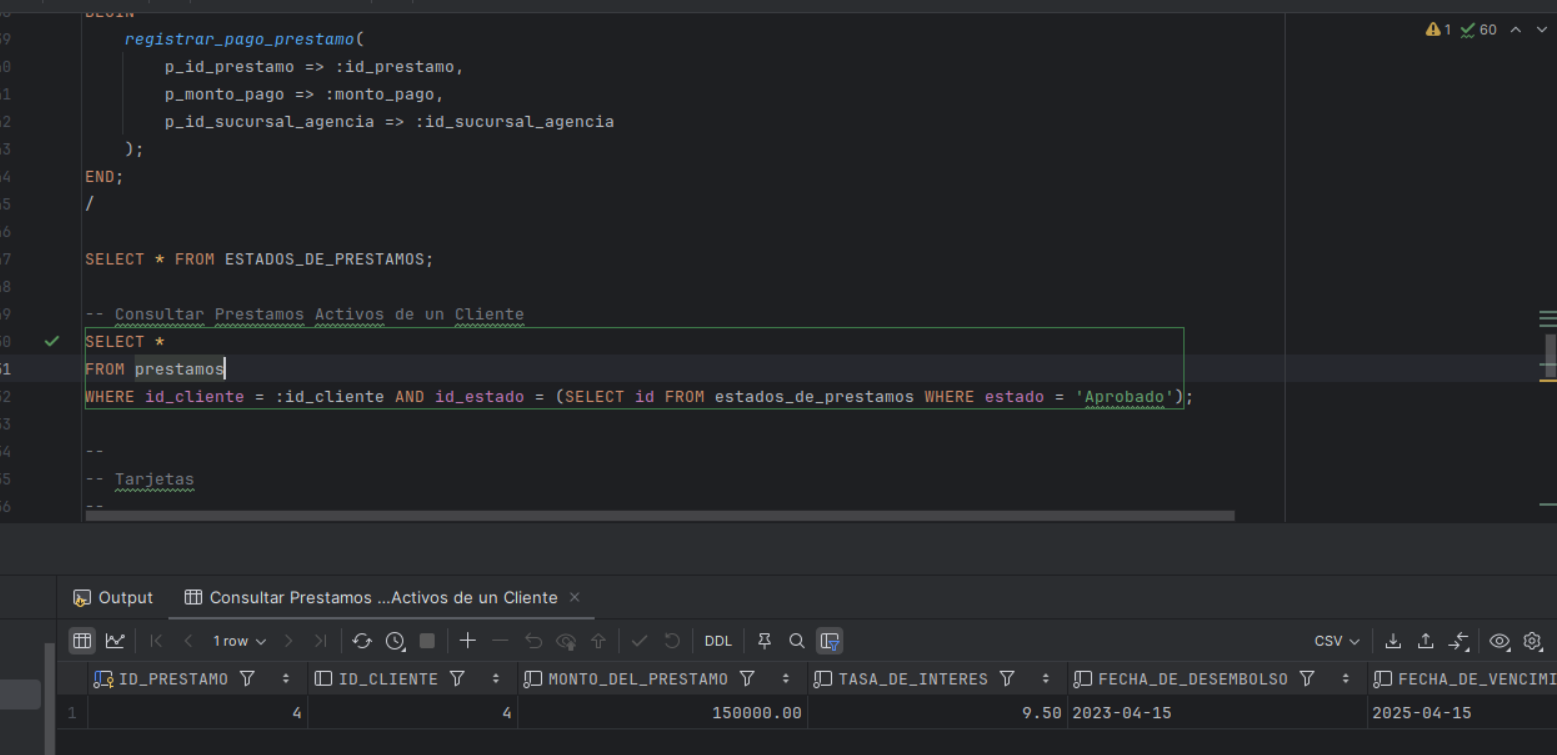 BEGIN
registrar_pago_prestamo(
p_id_prestamo => :id_prestamo,
p_monto_pago => :monto_pago,
p_id_sucursal_agencia => :id_sucursal_agencia
);
END;
/
SELECT * FROM ESTADOS_DE_PRESTAMOS;
-- Consultar Prestamos Activos de un Cliente
SELECT *
FROM prestamos
WHERE id_cliente = :id_cliente AND id_estado = (SELECT id FROM estados_de_prestamos WHERE estado = 'Aprobado');
--
-- Tarjetas
--
1 60
Output Consultar Prestamos ...Activos de un Cliente
1 row DDL CSV
ID_PRESTAMO ID_CLIENTE MONTO_DEL_PRESTAMO TASA_DE_INTERES FECHA_DE_DESEMBOLSO FECHA_DE_VENCIMI
1 4 4 150000.00 9.50 2023-04-15 2025-04-15